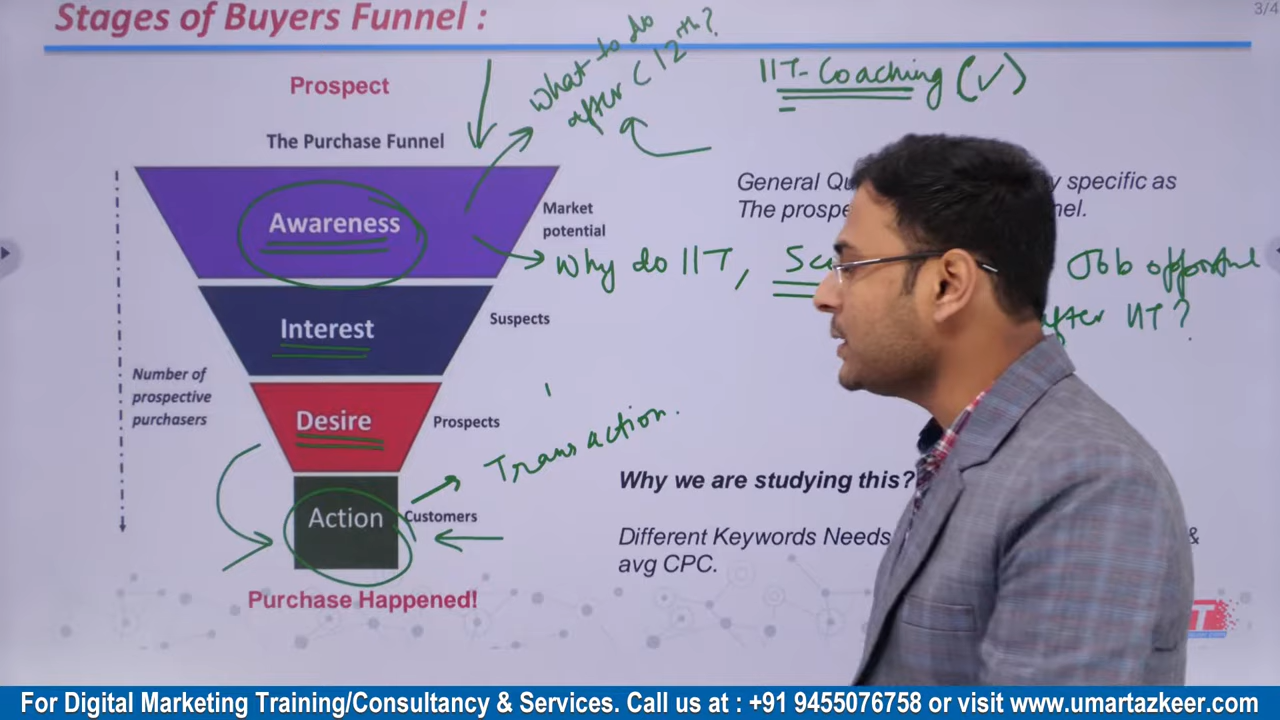 Stages of Buyers Funnel :
3/4
Prospect
The Purchase Funnel
What to do
after (12th?
IIT-Coaching (✓)
Awareness
Market
potential
General y specific as
The nel.
Why do IIT,
Job
after IIT?
Interest
Suspects
Number of
prospective
purchasers
Desire
Prospects
Transaction.
Action
Customers
Why we are studying this?
Different Keywords Needs &
avg CPC.
Purchase Happened!
T
For Digital Marketing Training/Consultancy & Services. Call us at : +91 9455076758 or visit www.umartazkeer.com